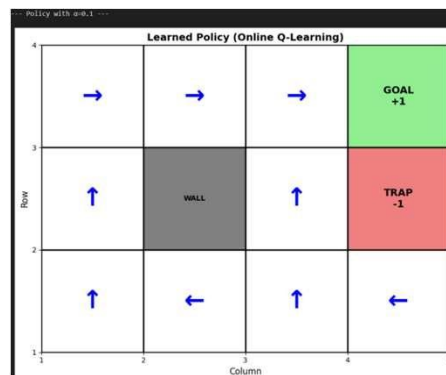 --- Policy with α=0.1 ---
Learned Policy (Online Q-Learning)
4
→ → → GOAL
+1
3
Row
↑ WALL ↑ TRAP
-1
2
↑ ← ↑ ←
1
1 2 3 4
Column